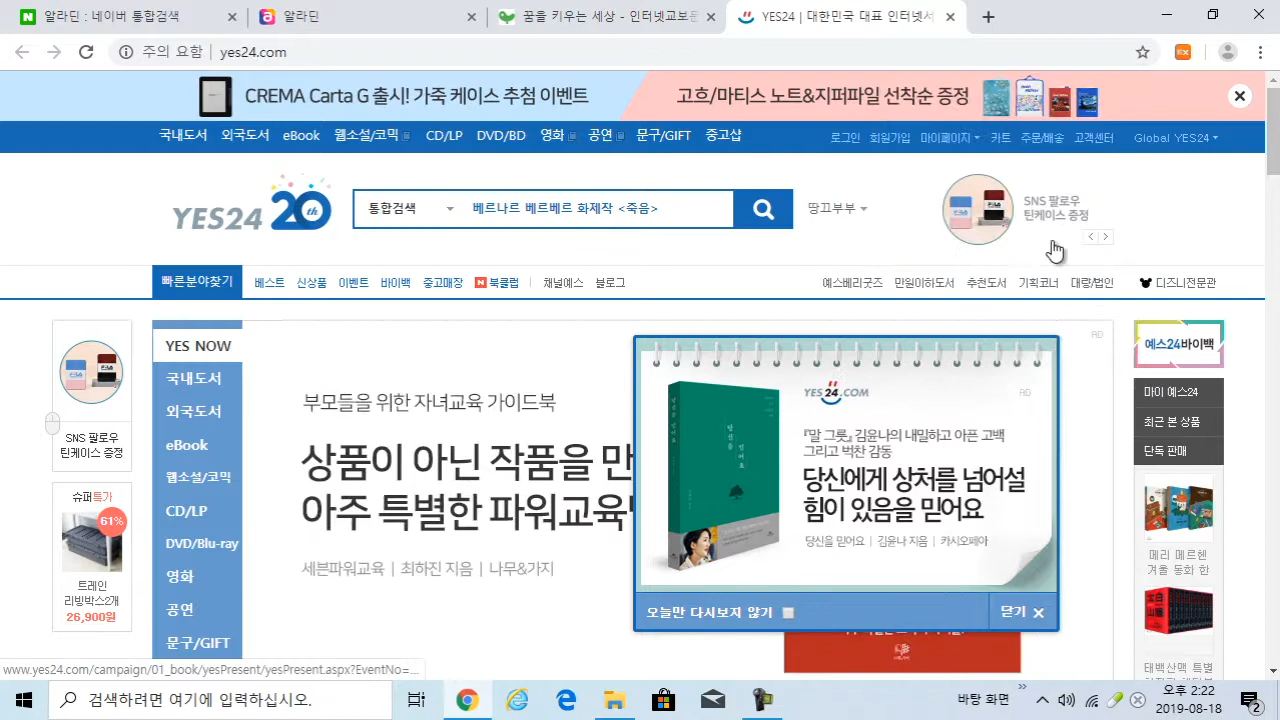 알라딘 : 네이버 통합검색
알라딘
꿈을 키우는 세상 - 인터넷교보문
YES24 | 대한민국 대표 인터넷서
주의 요함 | yes24.com
CREMA Carta G 출시! 가죽 케이스 추첨 이벤트
고흐/마티스 노트&지퍼파일 선착순 증정
국내도서 외국도서 eBook 웹소설/코믹 CD/LP DVD/BD 영화 공연 문구/GIFT 중고샵
로그인 회원가입 마이페이지 카트 주문/배송 고객센터 Global YES24
YES24 20th
통합검색 베르나르 베르베르 화제작 <죽음>
땅끄부부
SNS 팔로우
틴케이스 증정
빠른분야찾기 베스트 신상품 이벤트 바이백 중고매장 N 북클럽 채널예스 블로그
예스베리굿즈 만원이하도서 추천도서 기획코너 대량/법인 디즈니전문관
SNS 팔로우
틴케이스 증정
슈퍼특가
61%
트레인
리빙박스2개
26,900원
YES NOW
국내도서
외국도서
eBook
웹소설/코믹
CD/LP
DVD/Blu-ray
영화
공연
문구/GIFT
AD
부모들을 위한 자녀교육 가이드북
상품이 아닌 작품을 만
아주 특별한 파워교육
세븐파워교육 | 최하진 지음 | 나무&가지
당신을 믿어요
YES24.COM
AD
『말 그릇』 김윤나의 내밀하고 아픈 고백
그리고 벅찬 감동
당신에게 상처를 넘어설
힘이 있음을 믿어요
당신을 믿어요 | 김윤나 지음 | 카시오페아
오늘만 다시보지 않기
닫기 ×
예스24바이백
마이 예스24
최근 본 상품
단독 판매
메리 메르헨
겨울 동화 한
태백산맥 특별
www.yes24.com/campaign/01_book/yesPresent/yesPresent.aspx?EventNo=...
검색하려면 여기에 입력하십시오.
바탕 화면
오후 2:22
2019-08-18
2